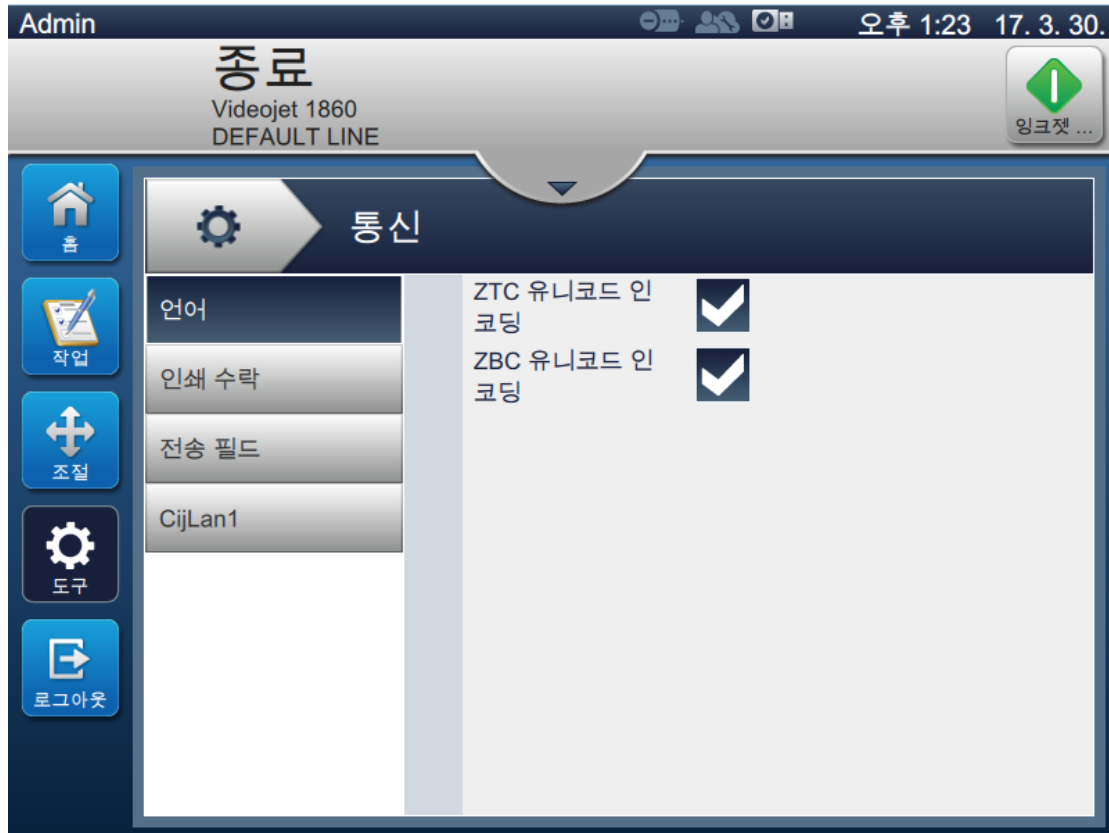 Admin
오후 1:23 17. 3. 30.
종료
Videojet 1860
DEFAULT LINE
잉크젯 ...
홈
작업
조절
도구
로그아웃
통신
언어
인쇄 수락
전송 필드
CijLan1
ZTC 유니코드 인
코딩
ZBC 유니코드 인
코딩